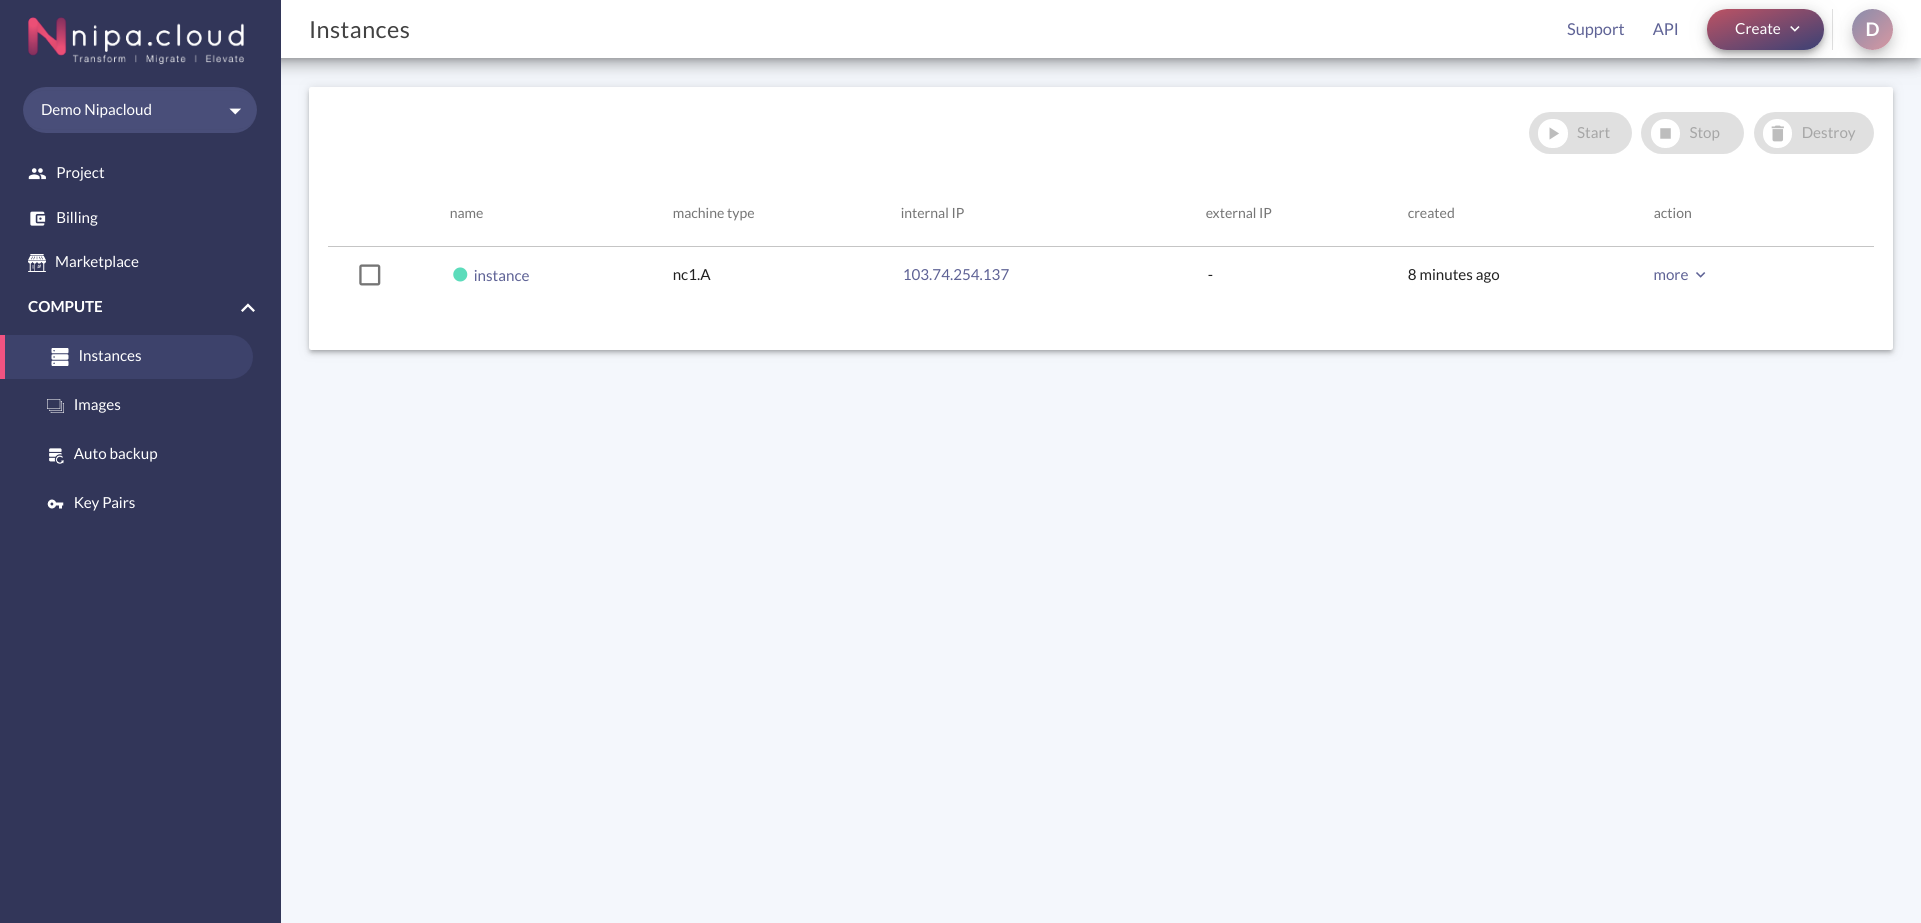 nipa.cloud
Transform | Migrate | Elevate
Demo Nipacloud
Project
Billing
Marketplace
COMPUTE
Instances
Images
Auto backup
Key Pairs
Instances
Support API Create D
Start Stop Destroy
name machine type internal IP external IP created action
instance nc1.A 103.74.254.137 - 8 minutes ago more